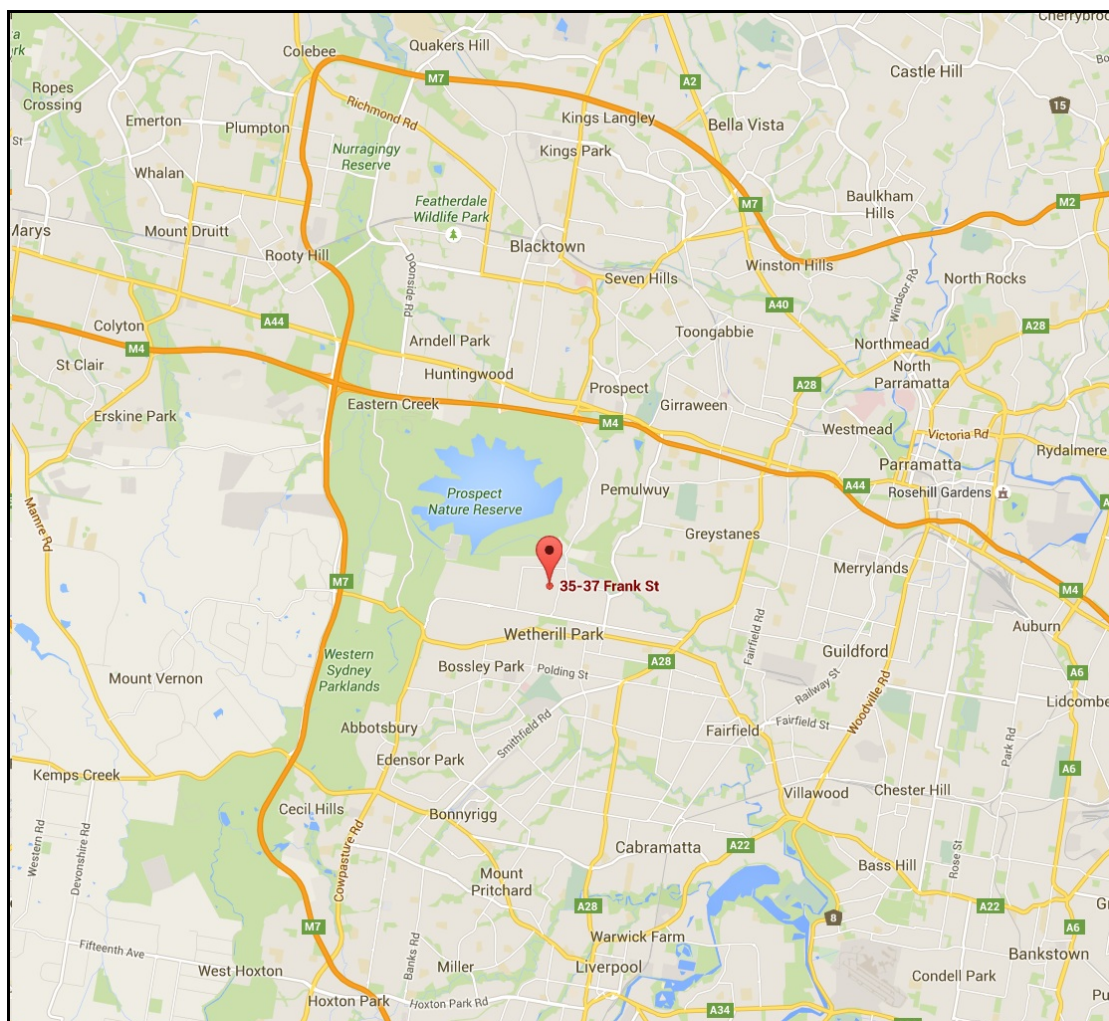 Cherrybroo
Colebee
Quakers Hill
M7
A2
Castle Hill
Ropes
Crossing
Richmond Rd
15
Emerton
Plumpton
Kings Langley
Bella Vista
St
Nurragingy
Reserve
Kings Park
Whalan
Featherdale
Wildlife Park
Baulkham
Hills
M7
M2
Marys
Mount Druitt
Blacktown
Rooty Hill
Doonside Rd
Seven Hills
Winston Hills
North Rocks
Windsor Rd
A40
Colyton
A44
Toongabbie
A28
M4
Arndell Park
Northmead
St Clair
Huntingwood
North
Parramatta
Prospect
A28
Erskine Park
Eastern Creek
Girraween
M4
Westmead
Victoria Rd
Rydalmere
Parramatta
A44
Prospect
Nature Reserve
Pemulwuy
Rosehill Gardens
Mamre Rd
Greystanes
Merrylands
M7
35-37 Frank St
M4
Auburn
Wetherill Park
Fairfield Rd
Guildford
Western
Sydney
Parklands
Bossley Park
Polding St
A28
Mount Vernon
Railway St
A6
Woodville Rd
Lidcombe
Abbotsbury
Smithfield Rd
Fairfield
Fairfield St
Park Rd
Edensor Park
Kemps Creek
A6
Cecil Hills
Bonnyrigg
Villawood
Chester Hill
Western Rd
Devonshire Rd
Cowpasture Rd
Cabramatta
A22
Bass Hill
Rose St
Mount
Pritchard
A28
8
A22
M7
Warwick Farm
A6
Fifteenth Ave
Banks Rd
Bankstown
West Hoxton
Miller
Liverpool
Condell Park
Hoxton Park
Hoxton Park Rd
A34